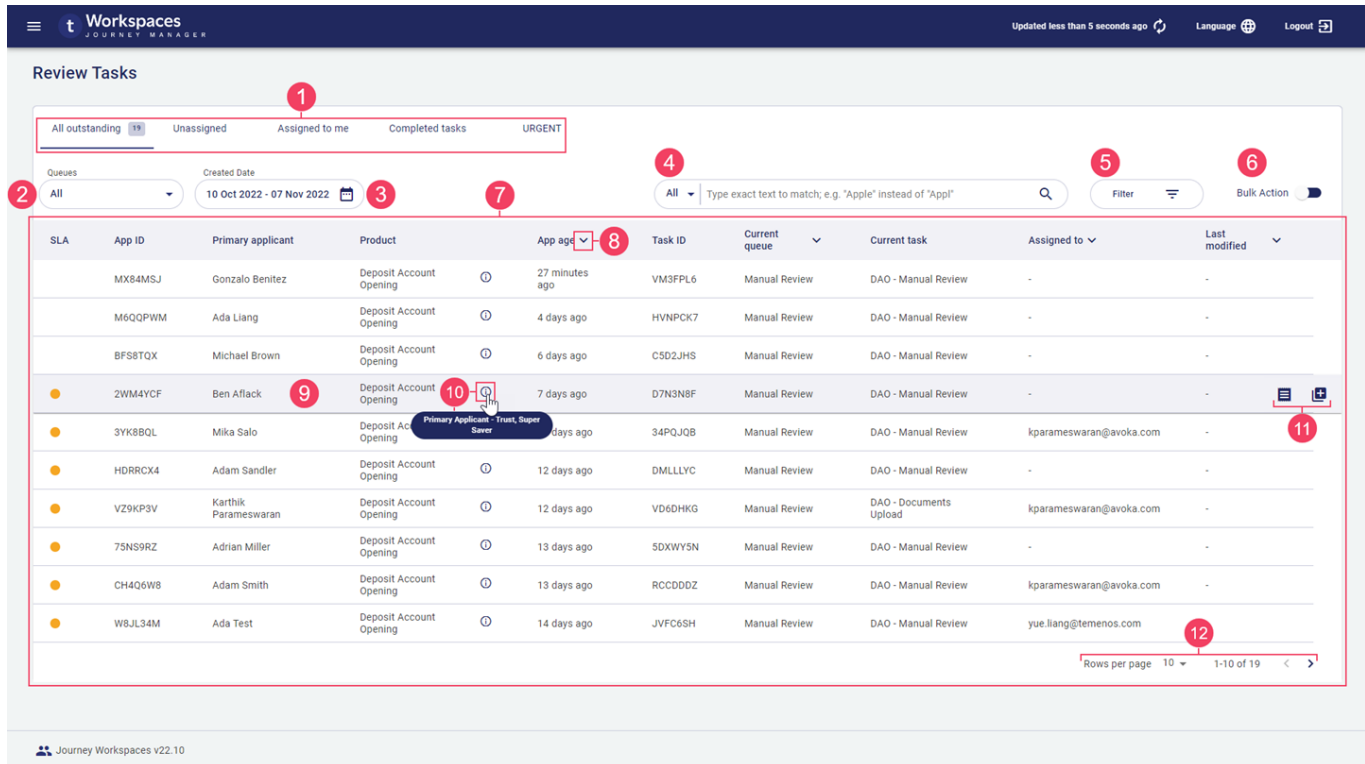 t Workspaces
JOURNEY MANAGER
Updated less than 5 seconds ago
Language
Logout
Review Tasks
1
All outstanding 19 Unassigned Assigned to me Completed tasks URGENT
Queues
Created Date
2 All
10 Oct 2022 - 07 Nov 2022 3
4
All Type exact text to match; e.g. "Apple" instead of "Appl"
5
Filter
6
Bulk Action
7
SLA App ID Primary applicant Product App age 8 Task ID Current queue Current task Assigned to Last modified
MX84MSJ Gonzalo Benitez Deposit Account Opening 27 minutes ago VM3FPL6 Manual Review DAO - Manual Review - -
M6QQPWM Ada Liang Deposit Account Opening 4 days ago HVNPCK7 Manual Review DAO - Manual Review - -
BFS8TQX Michael Brown Deposit Account Opening 6 days ago C5D2JHS Manual Review DAO - Manual Review - -
2WM4YCF Ben Aflack 9 Deposit Account Opening 10 7 days ago D7N3N8F Manual Review DAO - Manual Review - -
11
Primary Applicant - Trust, Super Saver
3YK8BQL Mika Salo Deposit days ago 34PQJQB Manual Review DAO - Manual Review kparameswaran@avoka.com -
Opening
HDRRCX4 Adam Sandler Deposit Account Opening 12 days ago DMLLLYC Manual Review DAO - Manual Review - -
VZ9KP3V Karthik Parameswaran Deposit Account Opening 12 days ago VD6DHKG Manual Review DAO - Documents Upload kparameswaran@avoka.com -
75NS9RZ Adrian Miller Deposit Account Opening 13 days ago 5DXWY5N Manual Review DAO - Manual Review - -
CH4Q6W8 Adam Smith Deposit Account Opening 13 days ago RCCDDDZ Manual Review DAO - Manual Review kparameswaran@avoka.com -
W8JL34M Ada Test Deposit Account Opening 14 days ago JVFC6SH Manual Review DAO - Manual Review yue.liang@temenos.com
12
Rows per page 10 1-10 of 19
Journey Workspaces v22.10